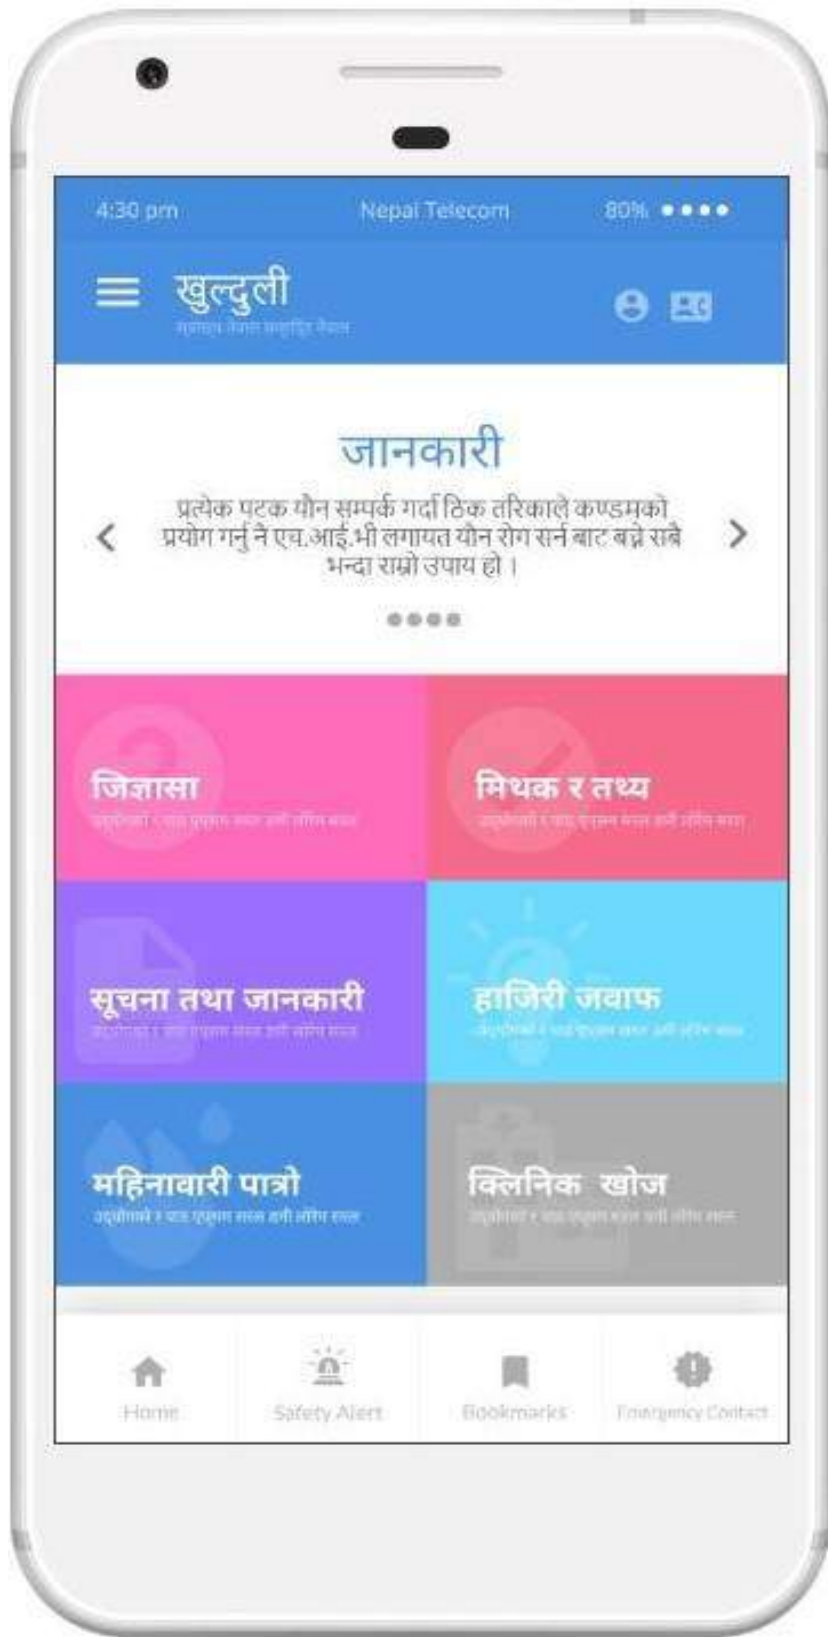 4:30 pm Nepal Telecom 80%
खुल्दुली
जानकारी
प्रत्येक पटक यौन सम्पर्क गर्दा ठिक तरिकाले कण्डमको
प्रयोग गर्नु नै एच.आई.भी लगायत यौन रोग सर्न बाट बच्ने सबै
भन्दा राम्रो उपाय हो ।
जिज्ञासा
मिथक र तथ्य
सूचना तथा जानकारी
हाजिरी जवाफ
महिनावारी पात्रो
क्लिनिक खोज
Home Safety Alert Bookmarks Emergency Contact